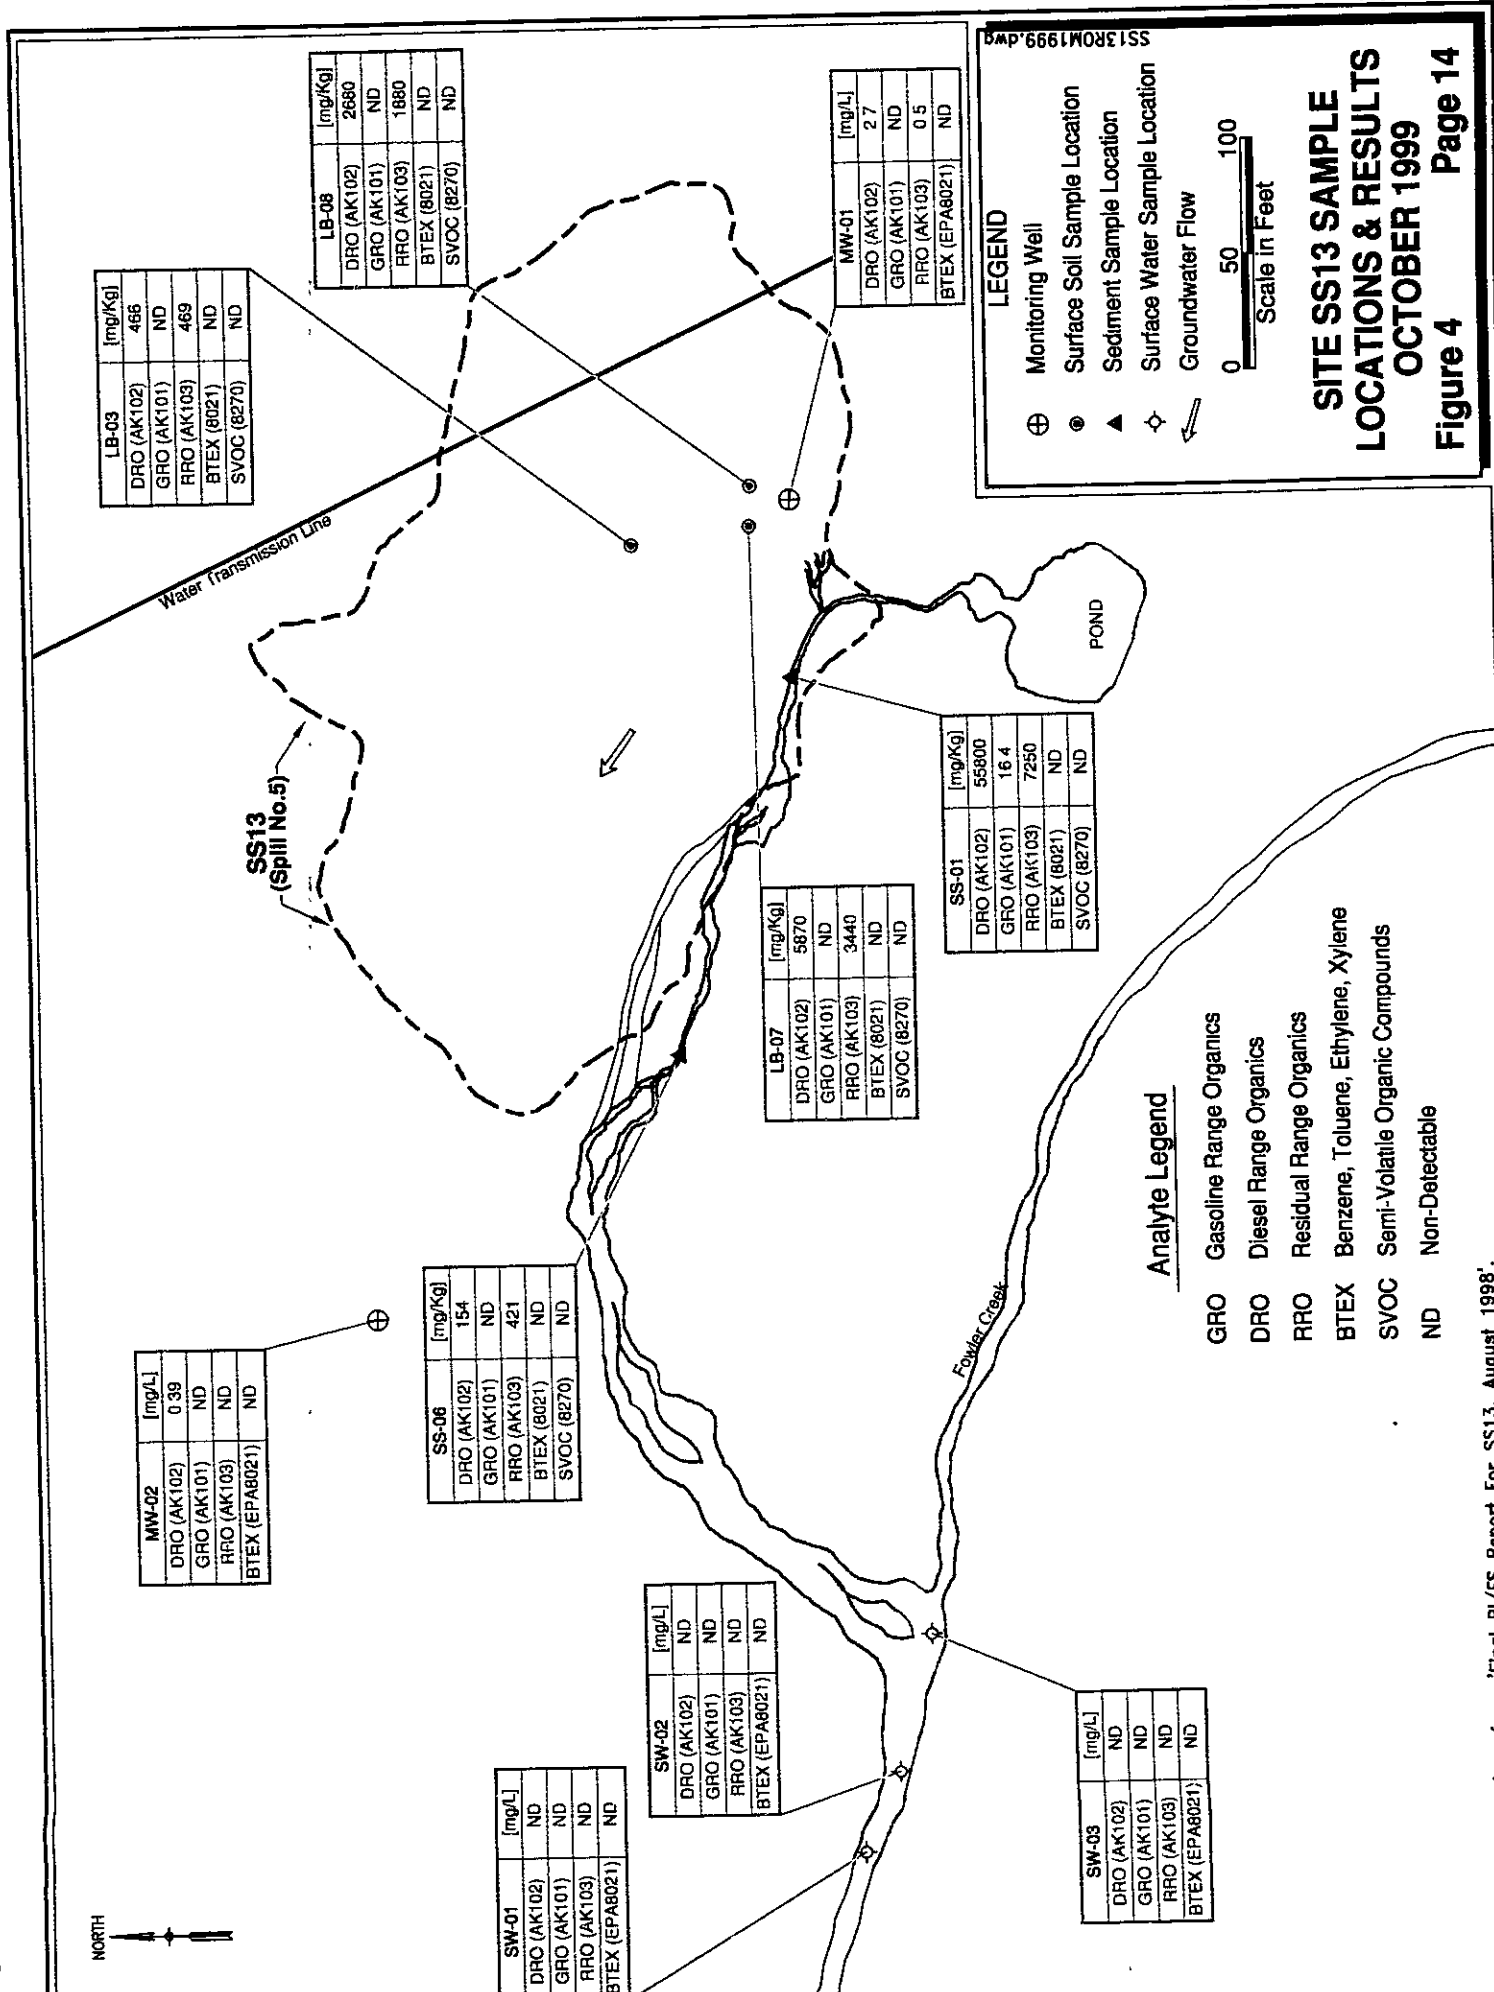 NORTH
SW-01 [mg/L]
DRO (AK102) ND
GRO (AK101) ND
RRO (AK103) ND
BTEX (EPA8021) ND
MW-02 [mg/L]
DRO (AK102) 0 39
GRO (AK101) ND
RRO (AK103) ND
BTEX (EPA8021) ND
SS-06 [mg/Kg]
DRO (AK102) 154
GRO (AK101) ND
RRO (AK103) 421
BTEX (8021) ND
SVOC (8270) ND
SW-02 [mg/L]
DRO (AK102) ND
GRO (AK101) ND
RRO (AK103) ND
BTEX (EPA8021) ND
SW-03 [mg/L]
DRO (AK102) ND
GRO (AK101) ND
RRO (AK103) ND
BTEX (EPA8021) ND
SS13
(Spill No.5)
Water Transmission Line
LB-03 [mg/Kg]
DRO (AK102) 466
GRO (AK101) ND
RRO (AK103) 469
BTEX (8021) ND
SVOC (8270) ND
LB-08 [mg/Kg]
DRO (AK102) 2680
GRO (AK101) ND
RRO (AK103) 1880
BTEX (8021) ND
SVOC (8270) ND
MW-01 [mg/L]
DRO (AK102) 2 7
GRO (AK101) ND
RRO (AK103) 0 5
BTEX (EPA8021) ND
LB-07 [mg/Kg]
DRO (AK102) 5870
GRO (AK101) ND
RRO (AK103) 3440
BTEX (8021) ND
SVOC (8270) ND
SS-01 [mg/Kg]
DRO (AK102) 55800
GRO (AK101) 16 4
RRO (AK103) 7250
BTEX (8021) ND
SVOC (8270) ND
POND
Fowler Creek
Analyte Legend
GRO Gasoline Range Organics
DRO Diesel Range Organics
RRO Residual Range Organics
BTEX Benzene, Toluene, Ethylene, Xylene
SVOC Semi-Volatile Organic Compounds
ND Non-Detectable
RI/FS Report For SS13, August 1998'.
SS13ROM1999.dwg
LEGEND
Monitoring Well
Surface Soil Sample Location
Sediment Sample Location
Surface Water Sample Location
Groundwater Flow
0 50 100
Scale in Feet
SITE SS13 SAMPLE
LOCATIONS & RESULTS
OCTOBER 1999
Figure 4 Page 14